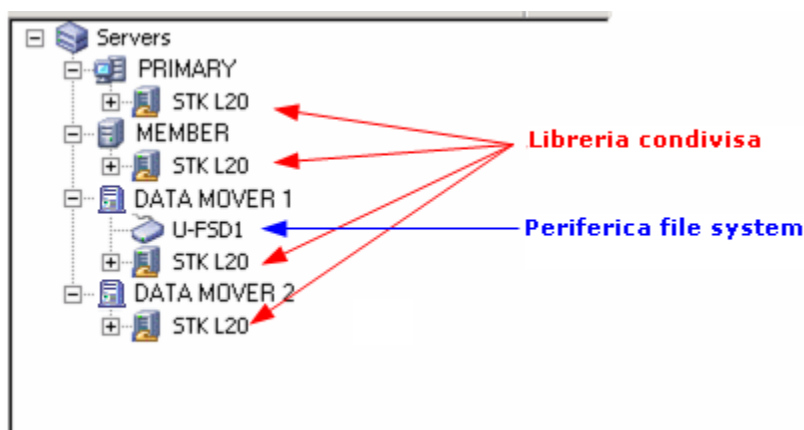 Servers
PRIMARY
STK L20
MEMBER
STK L20
DATA MOVER 1
U-FSD1
STK L20
DATA MOVER 2
STK L20
Libreria condivisa
Periferica file system